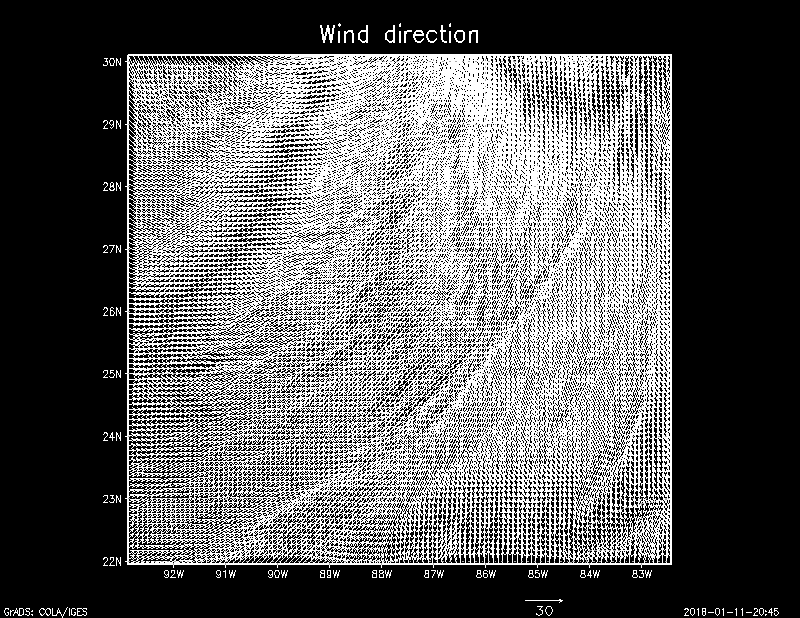 Wind direction
30N
29N
28N
27N
26N
25N
24N
23N
22N
92W 91W 90W 89W 88W 87W 86W 85W 84W 83W
30
GrADS: COLA/IGES 2018-01-11-20:45